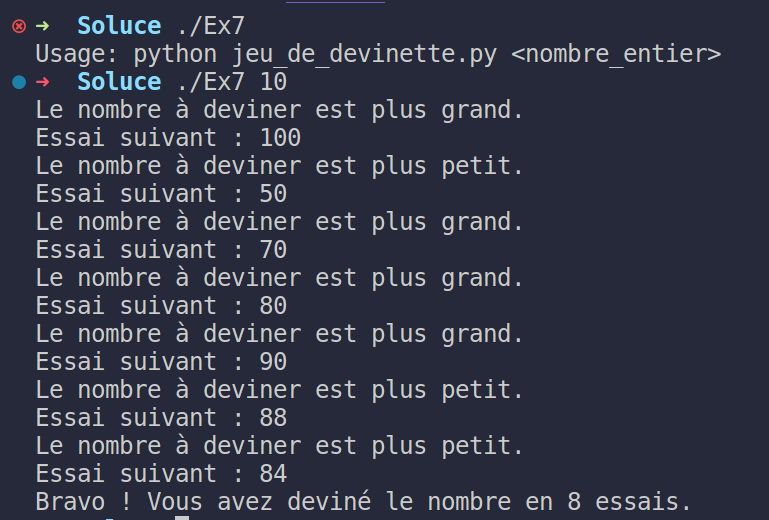 ➜ Soluce ./Ex7
Usage: python jeu_de_devinette.py <nombre_entier>
➜ Soluce ./Ex7 10
Le nombre à deviner est plus grand.
Essai suivant : 100
Le nombre à deviner est plus petit.
Essai suivant : 50
Le nombre à deviner est plus grand.
Essai suivant : 70
Le nombre à deviner est plus grand.
Essai suivant : 80
Le nombre à deviner est plus grand.
Essai suivant : 90
Le nombre à deviner est plus petit.
Essai suivant : 88
Le nombre à deviner est plus petit.
Essai suivant : 84
Bravo ! Vous avez deviné le nombre en 8 essais.